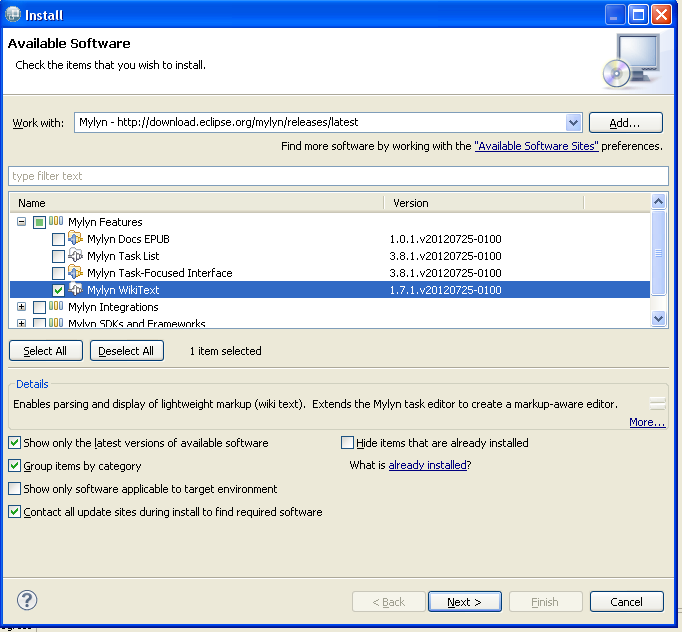 Install
Available Software
Check the items that you wish to install.
Work with: Mylyn - http://download.eclipse.org/mylyn/releases/latest Add...
Find more software by working with the "Available Software Sites" preferences.
type filter text
Name Version
Mylyn Features
Mylyn Docs EPUB 1.0.1.v20120725-0100
Mylyn Task List 3.8.1.v20120725-0100
Mylyn Task-Focused Interface 3.8.1.v20120725-0100
Mylyn WikiText 1.7.1.v20120725-0100
Mylyn Integrations
Mylyn SDKs and Frameworks
Select All Deselect All 1 item selected
Details
Enables parsing and display of lightweight markup (wiki text). Extends the Mylyn task editor to create a markup-aware editor.
More...
Show only the latest versions of available software Hide items that are already installed
Group items by category What is already installed?
Show only software applicable to target environment
Contact all update sites during install to find required software
? < Back Next > Finish Cancel